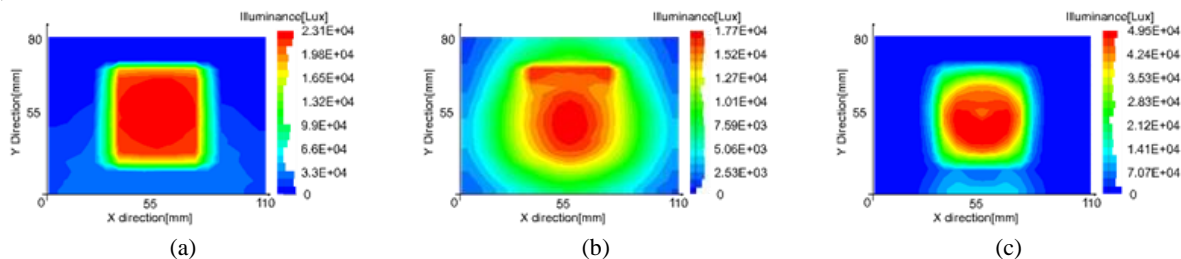 Illuminance[Lux]
80
55
0
Y Direction[mm]
55
110
X direction[mm]
2.31E+04
1.98E+04
1.65E+04
1.32E+04
9.9E+04
6.6E+04
3.3E+04
0
(a)
Illuminance[Lux]
80
55
0
Y Direction[mm]
55
110
X direction[mm]
1.77E+04
1.52E+04
1.27E+04
1.01E+04
7.59E+03
5.06E+03
2.53E+03
0
(b)
Illuminance[Lux]
80
55
0
Y Direction[mm]
55
110
X direction[mm]
4.95E+04
4.24E+04
3.53E+04
2.83E+04
2.12E+04
1.41E+04
7.07E+04
0
(c)